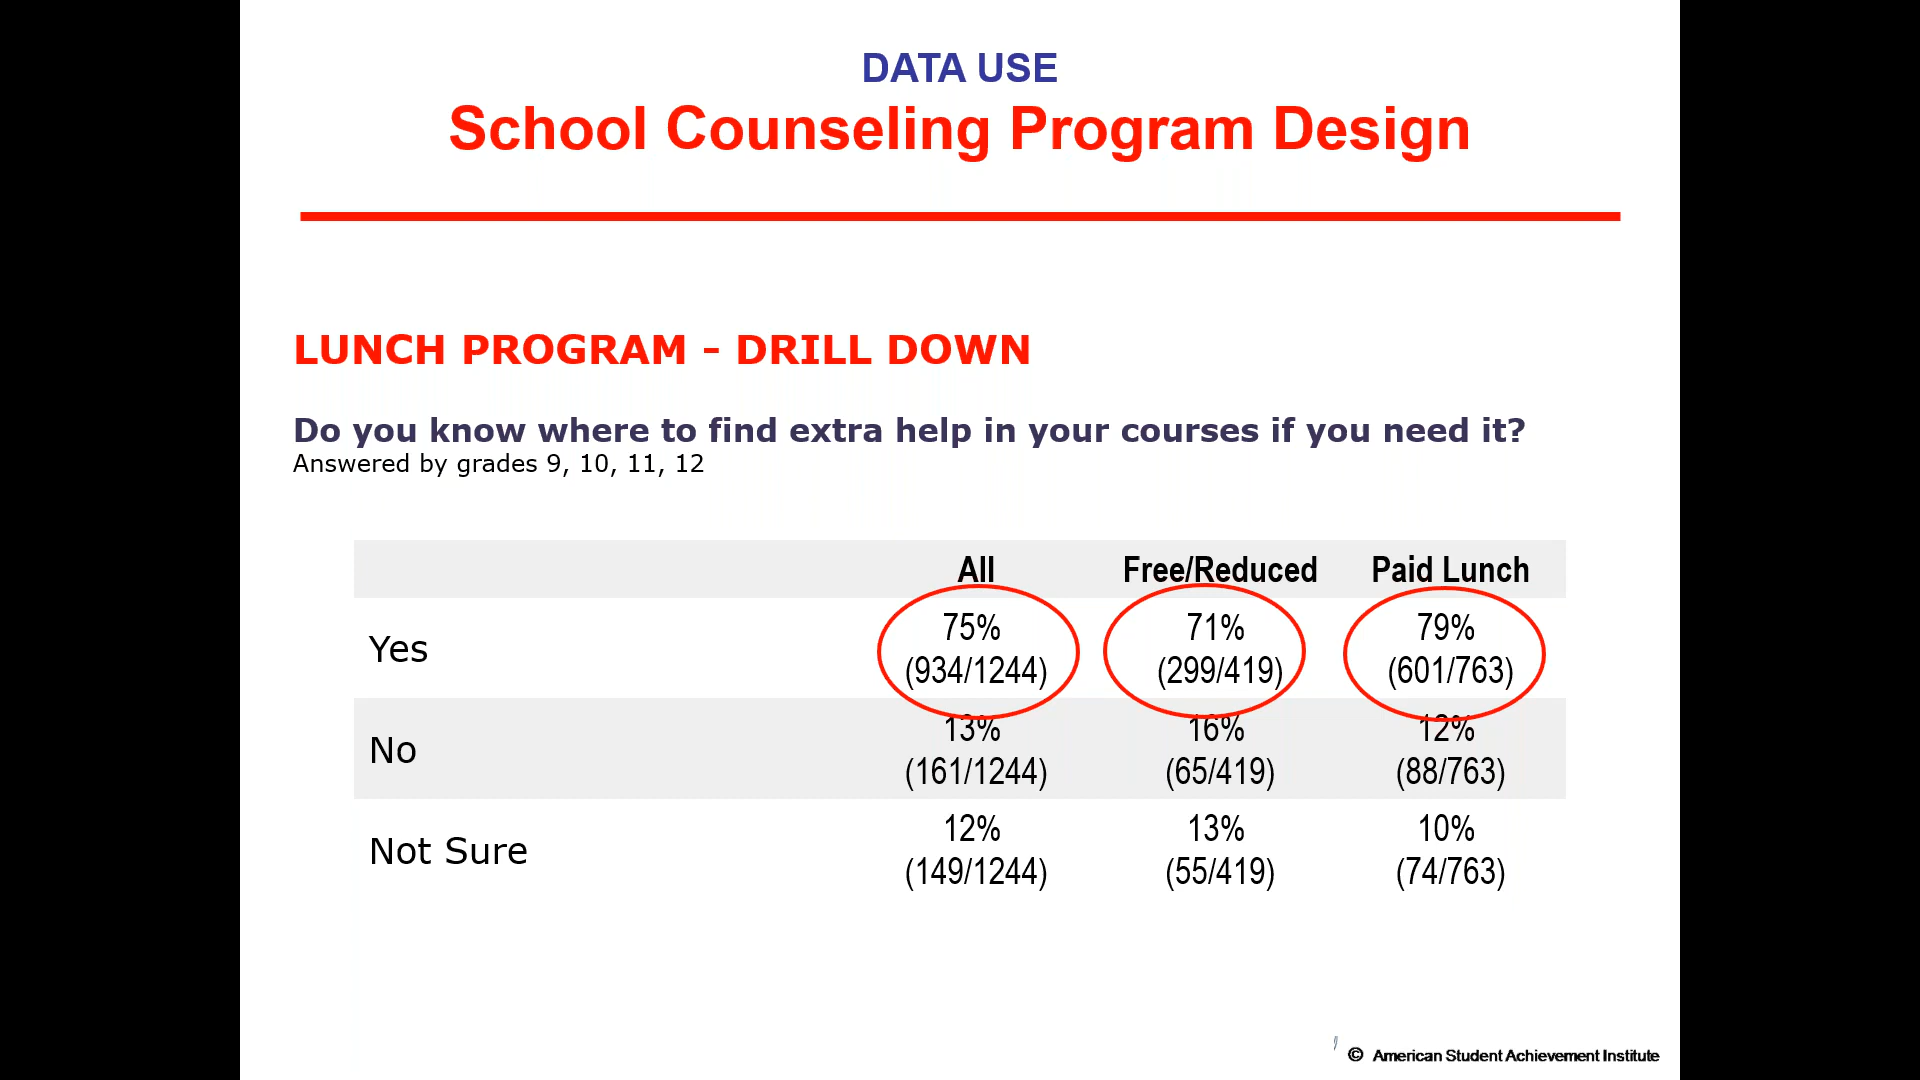 DATA USE
School Counseling Program Design
LUNCH PROGRAM - DRILL DOWN
Do you know where to find extra help in your courses if you need it?
Answered by grades 9, 10, 11, 12
All Free/Reduced Paid Lunch
Yes 75% (934/1244) 71% (299/419) 79% (601/763)
No 13% (161/1244) 16% (65/419) 12% (88/763)
Not Sure 12% (149/1244) 13% (55/419) 10% (74/763)
© American Student Achievement Institute